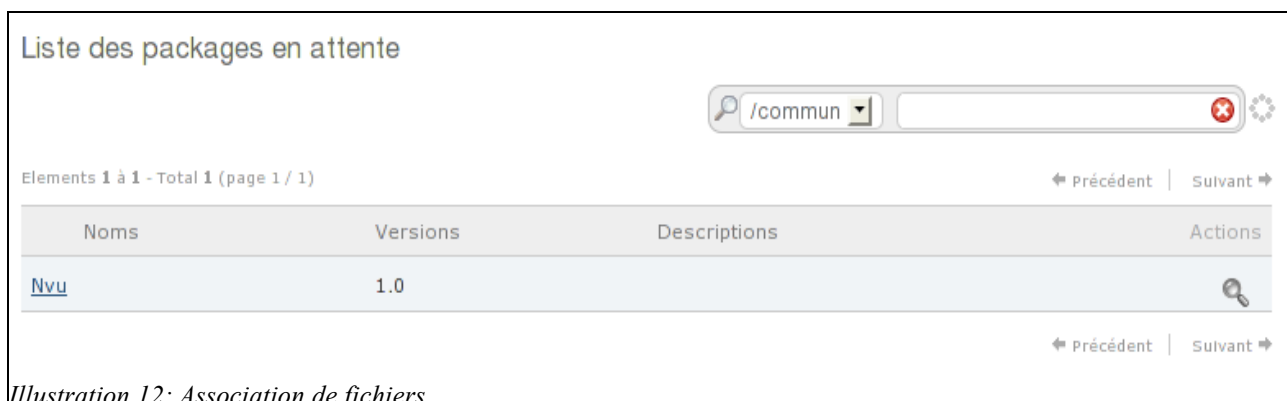 Liste des packages en attente
/commun
Elements 1 à 1 - Total 1 (page 1 / 1)
Précédent | Suivant
Noms Versions Descriptions Actions
Nvu 1.0
Précédent | Suivant
Illustration 12: Association de fichiers